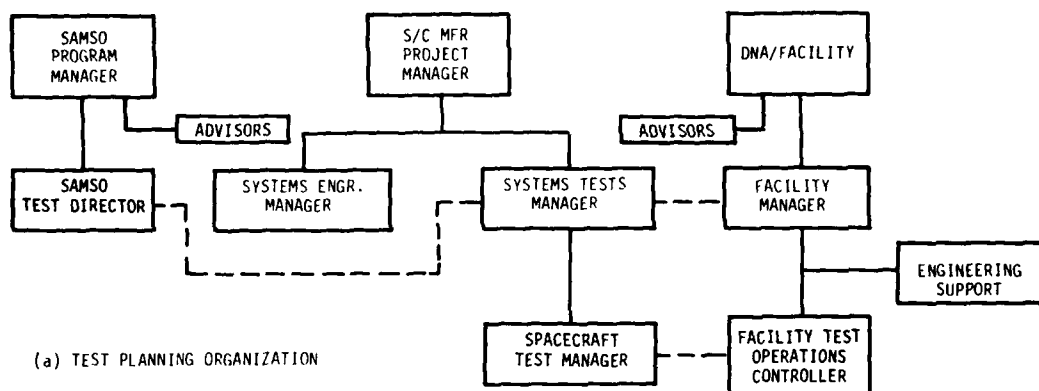 SAMSO
PROGRAM
MANAGER
S/C MFR
PROJECT
MANAGER
DNA/FACILITY
ADVISORS
ADVISORS
SAMSO
TEST DIRECTOR
SYSTEMS ENGR.
MANAGER
SYSTEMS TESTS
MANAGER
FACILITY
MANAGER
ENGINEERING
SUPPORT
SPACECRAFT
TEST MANAGER
FACILITY TEST
OPERATIONS
CONTROLLER
(a) TEST PLANNING ORGANIZATION